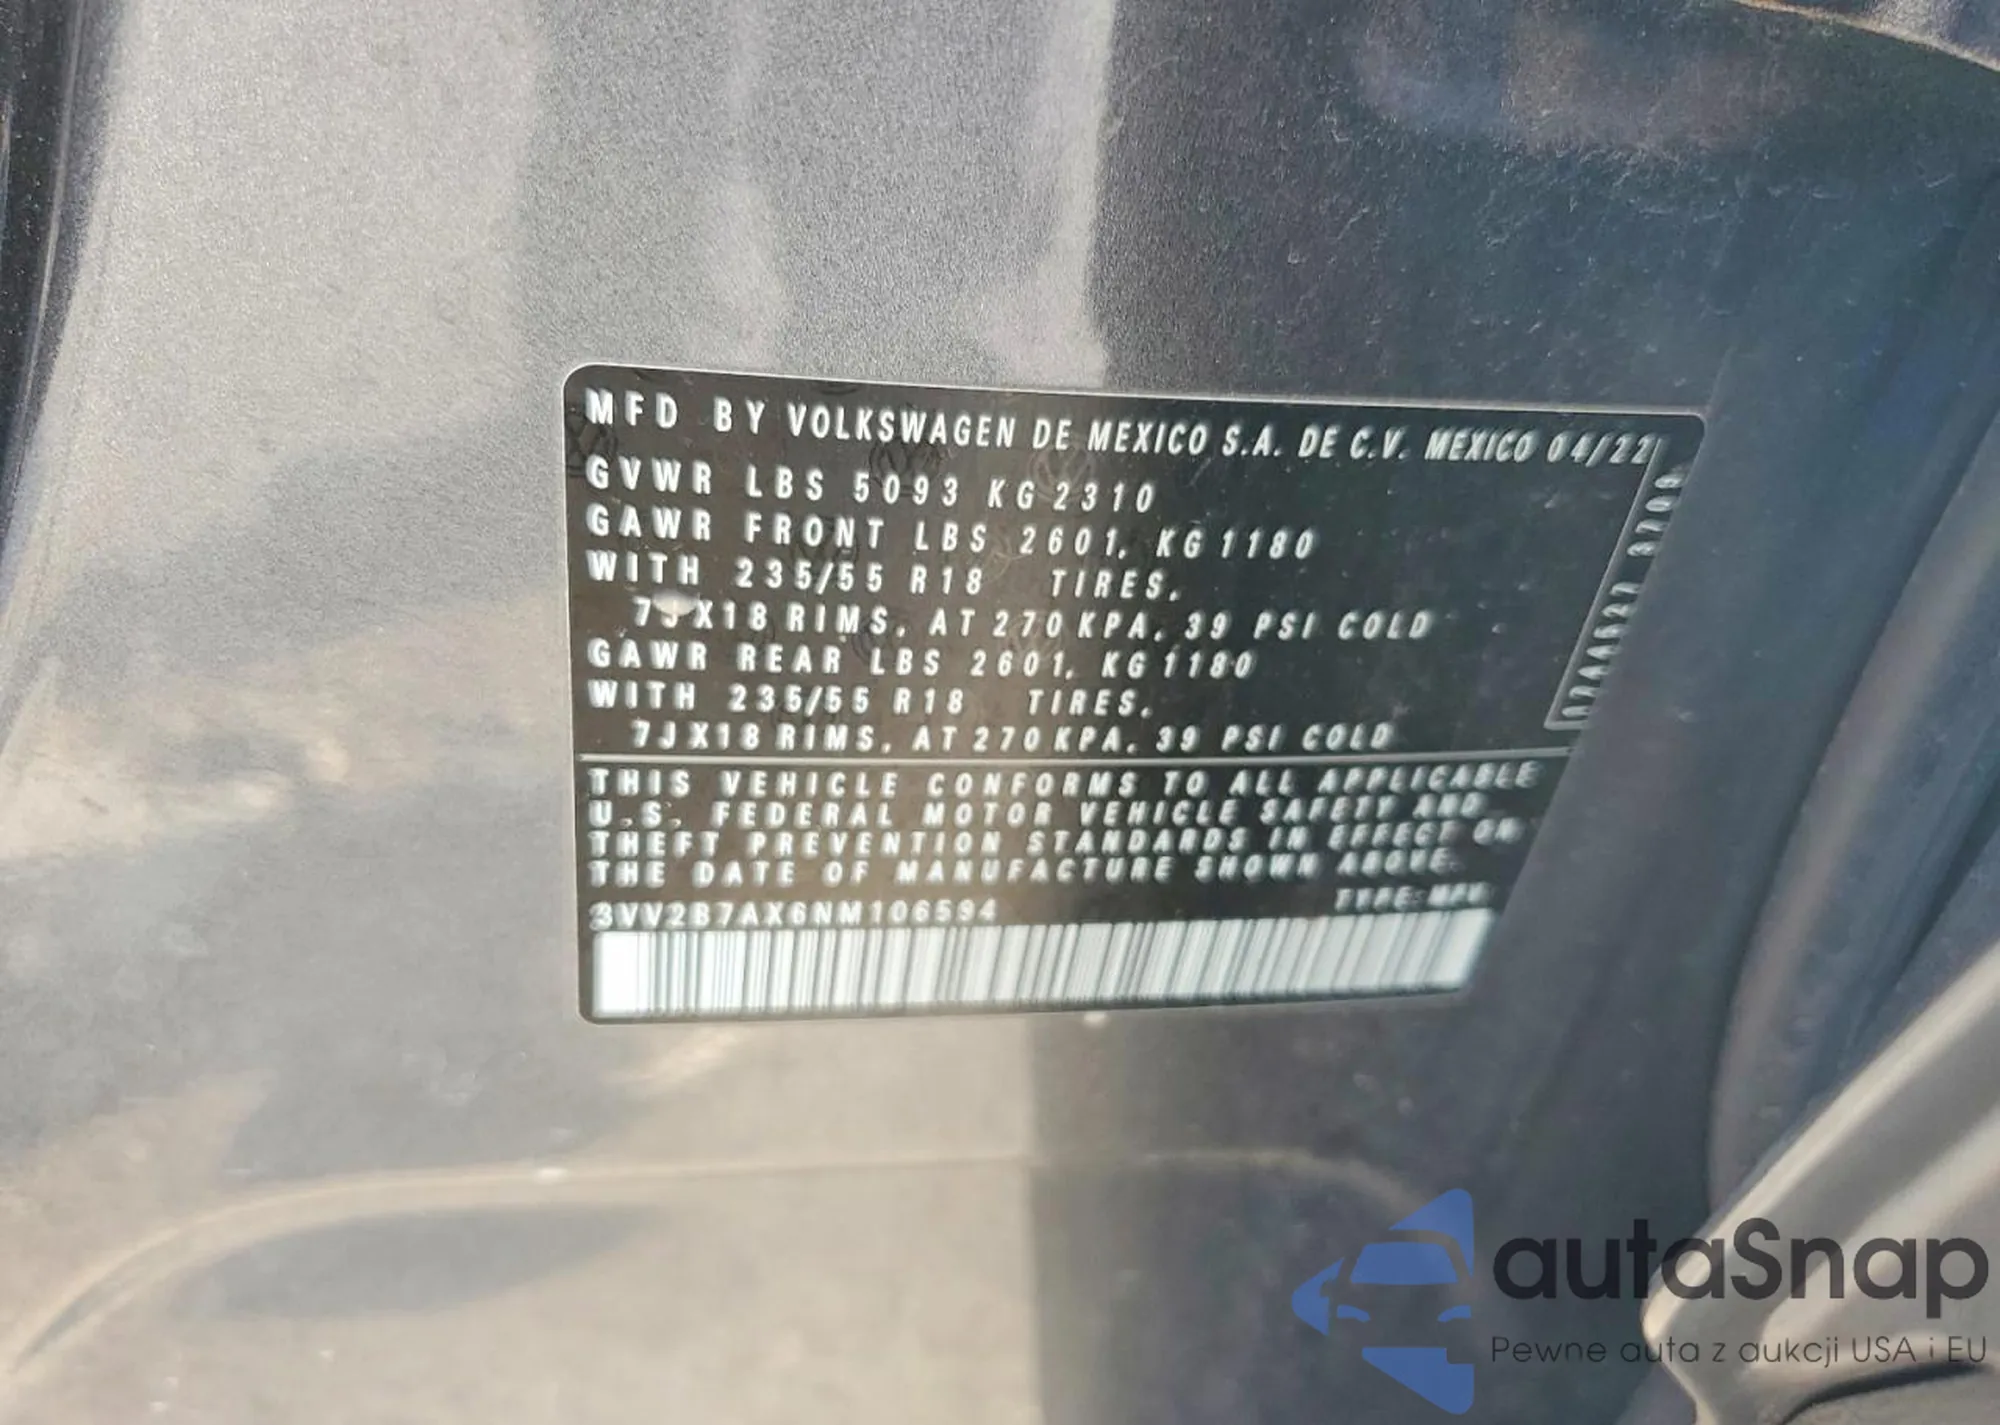 MFD BY VOLKSWAGEN DE MEXICO S.A. DE C.V. MEXICO 04/22
GVWR LBS 5093 KG 2310
GAWR FRONT LBS 2601, KG 1180
WITH 235/55 R18 TIRES,
7JX18 RIMS, AT 270 KPA, 39 PSI COLD
GAWR REAR LBS 2601, KG 1180
WITH 235/55 R18 TIRES,
7JX18 RIMS, AT 270 KPA, 39 PSI COLD
THIS VEHICLE CONFORMS TO ALL APPLICABLE
U.S. FEDERAL MOTOR VEHICLE SAFETY AND
THEFT PREVENTION STANDARDS IN EFFECT ON
THE DATE OF MANUFACTURE SHOWN ABOVE.
TYPE: MPV
3VV2B7AX6NM106594
autaSnap
Pewne auta z aukcji USA i EU